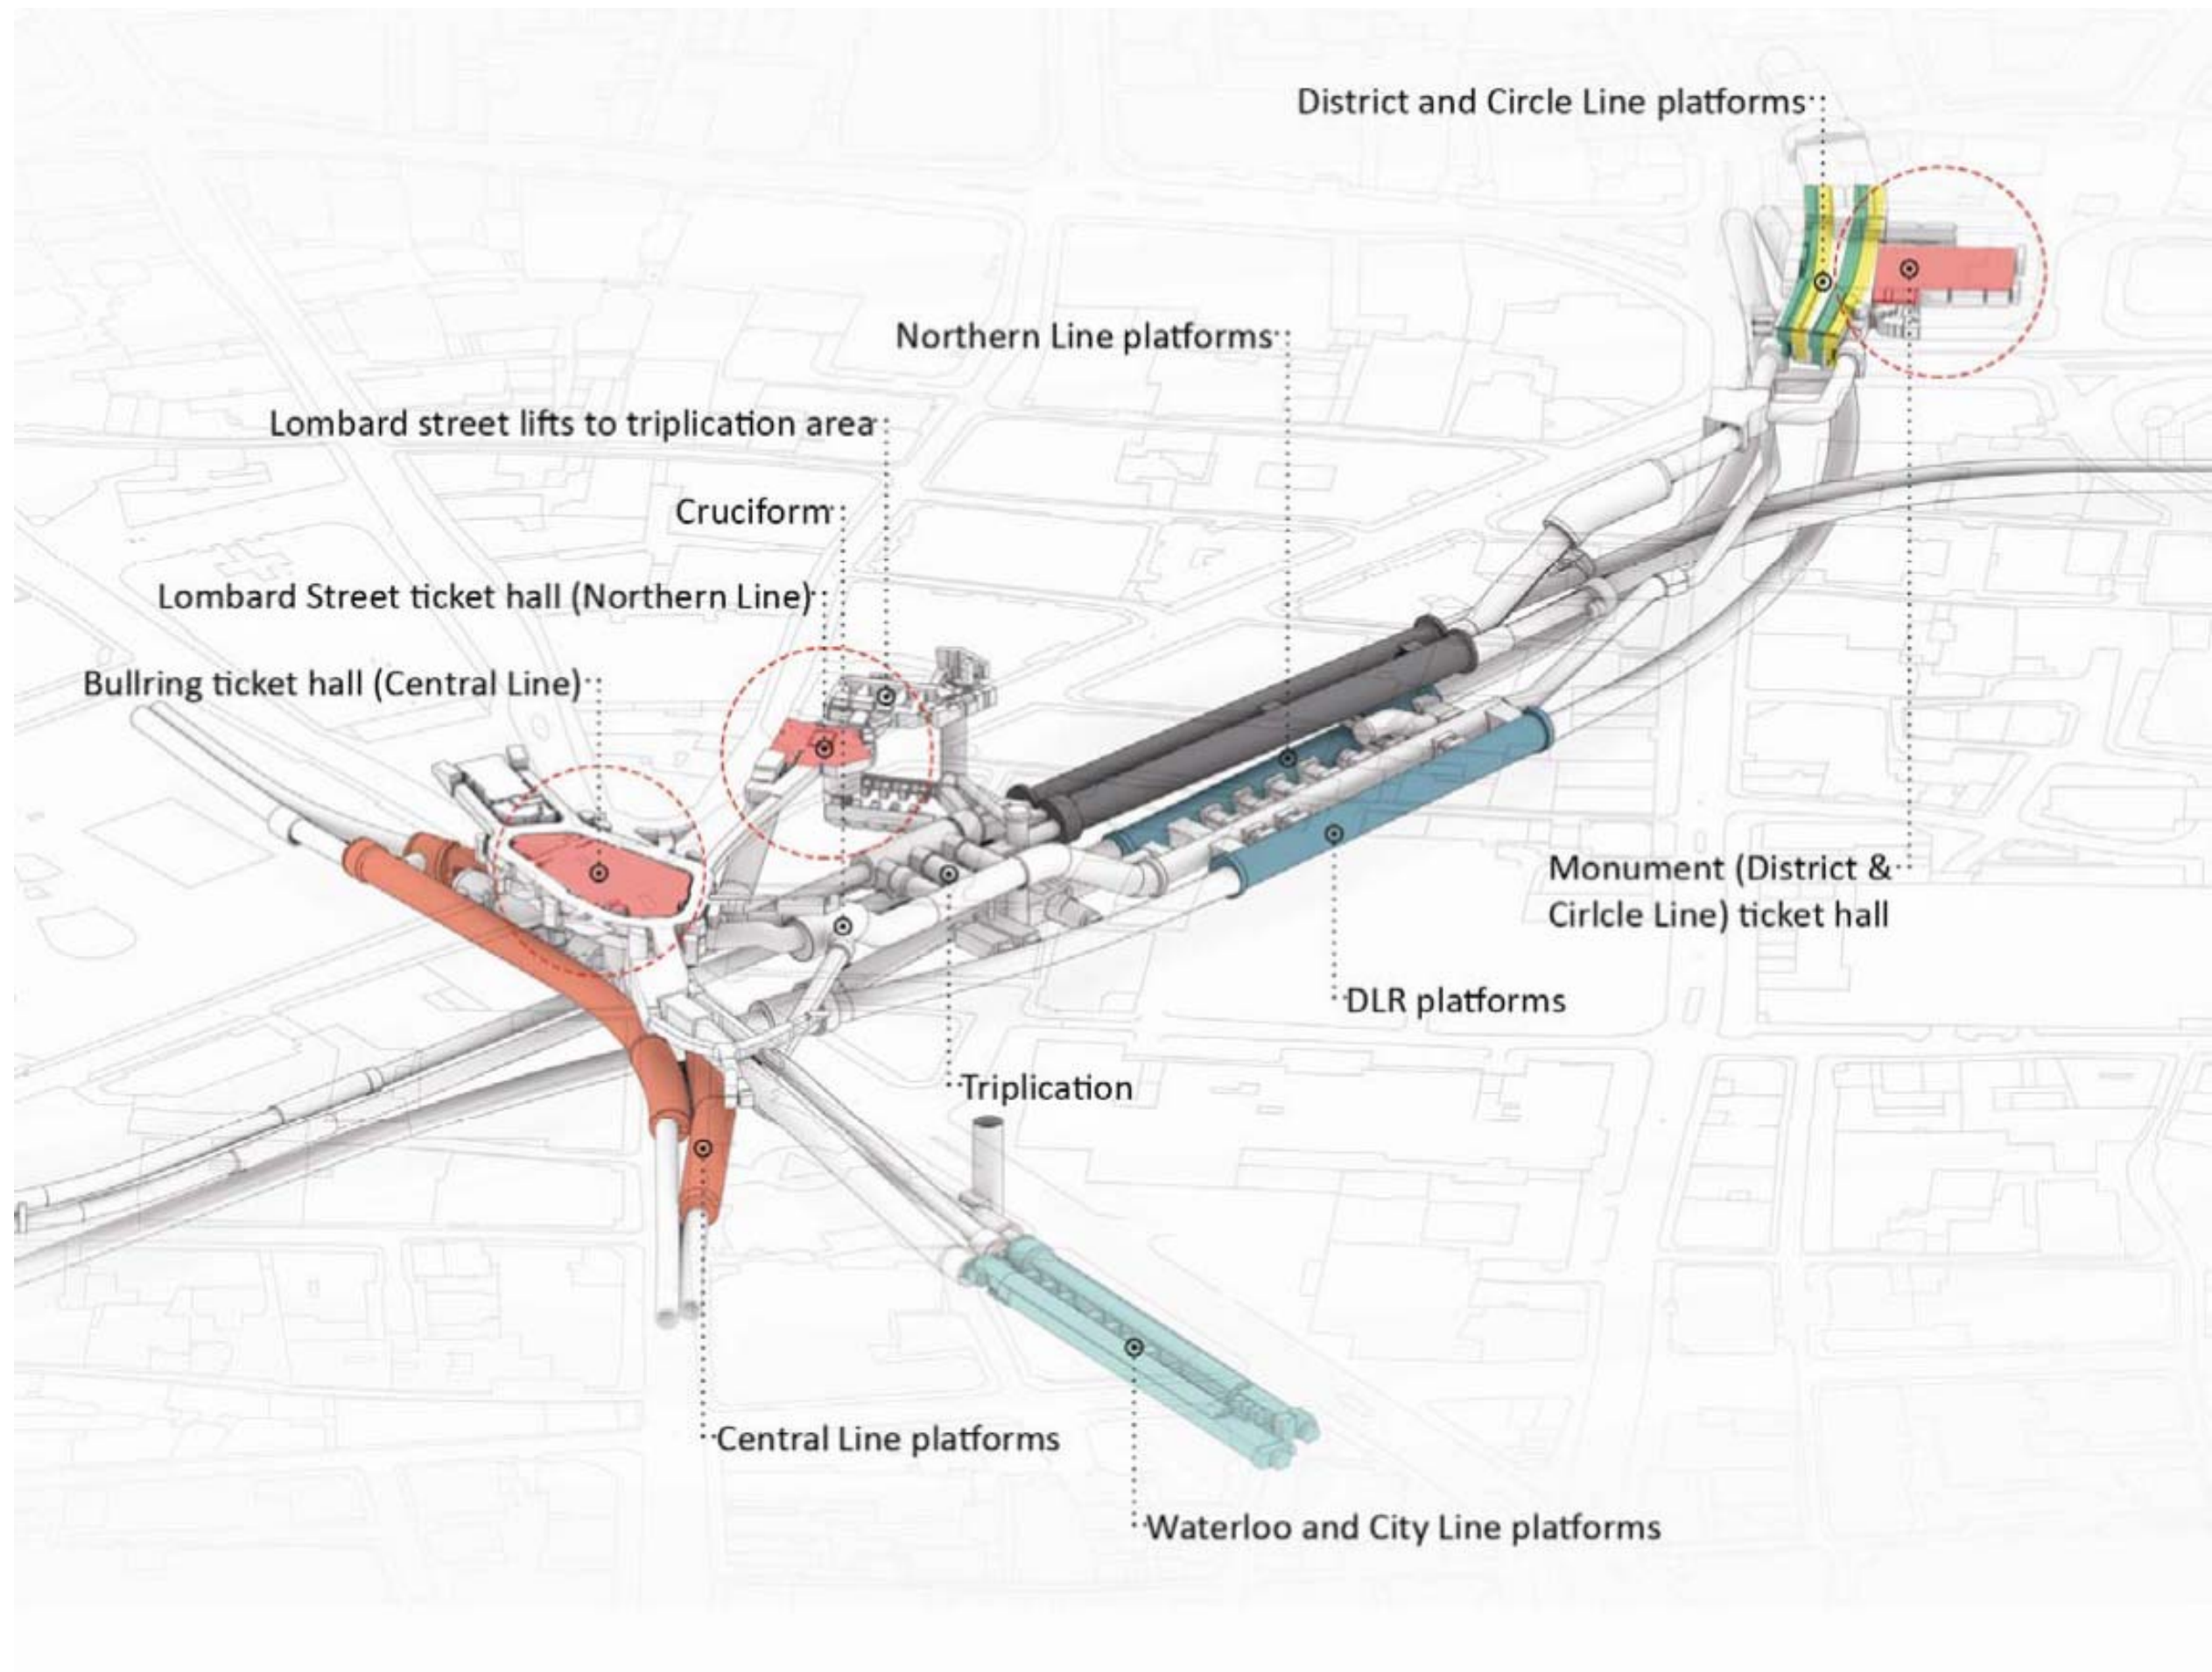 District and Circle Line platforms
Northern Line platforms
Lombard street lifts to triplication area
Cruciform
Lombard Street ticket hall (Northern Line)
Bullring ticket hall (Central Line)
Monument (District &
Cirlcle Line) ticket hall
DLR platforms
Triplication
Central Line platforms
Waterloo and City Line platforms